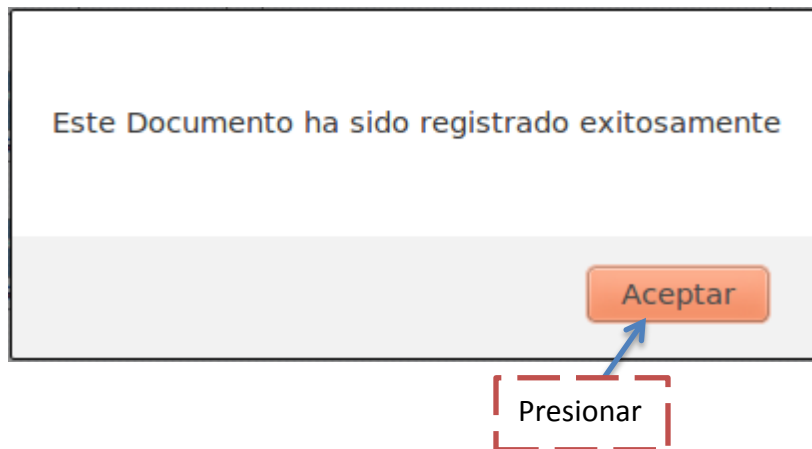 Este Documento ha sido registrado exitosamente
Aceptar
Presionar